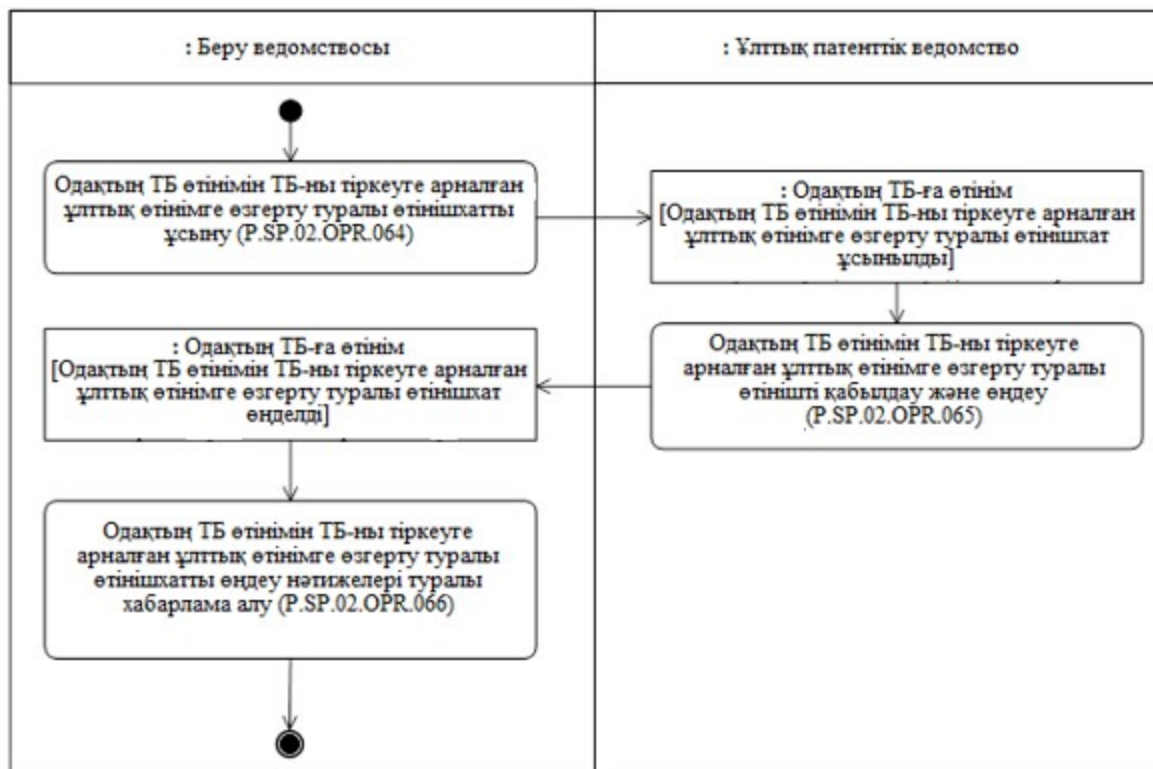 : Беру ведомствосы
: Ұлттық патенттік ведомство
Одақтың ТБ өтінімін ТБ-ны тіркеуге арналған
ұлттық өтінімге өзгерту туралы өтінішхатты
ұсыну (P.SP.02.OPR.064)
: Одақтың ТБ-ға өтінім
[Одақтың ТБ өтінімін ТБ-ны тіркеуге арналған
ұлттық өтінімге өзгерту туралы өтінішхат
ұсынылды]
Одақтың ТБ өтінімін ТБ-ны тіркеуге
арналған ұлттық өтінімге өзгерту туралы
өтінішті қабылдау және өңдеу
(P.SP.02.OPR.065)
: Одақтың ТБ-ға өтінім
[Одақтың ТБ өтінімін ТБ-ны тіркеуге арналған
ұлттық өтінімге өзгерту туралы өтінішхат
өңделді]
Одақтың ТБ өтінімін ТБ-ны тіркеуге
арналған ұлттық өтінімге өзгерту туралы
өтінішхатты өңдеу нәтижелері туралы
хабарлама алу (P.SP.02.OPR.066)